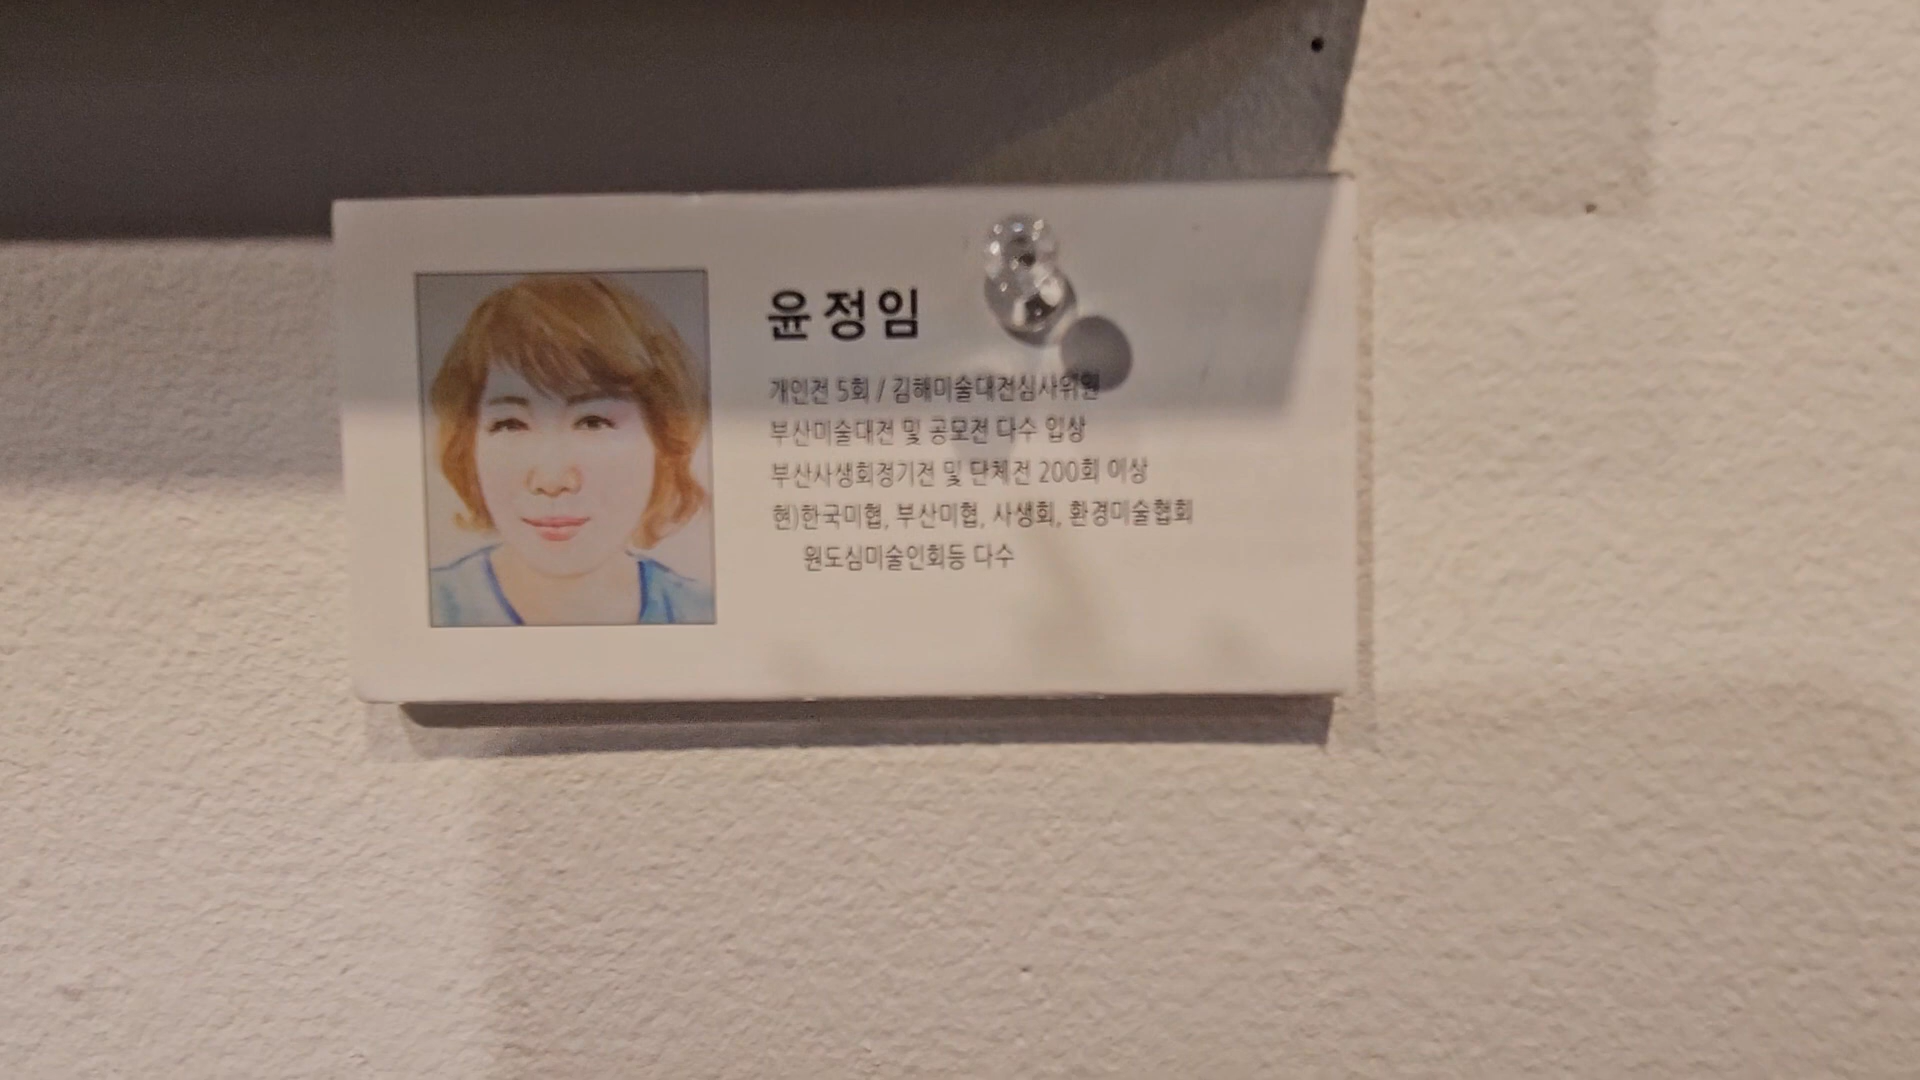 윤정임
개인전 5회 / 김해미술대전심사위원
부산미술대전 및 공모전 다수 입상
부산사생회정기전 및 단체전 200회 이상
현)한국미협, 부산미협, 사생회, 환경미술협회
원도심미술인회등 다수